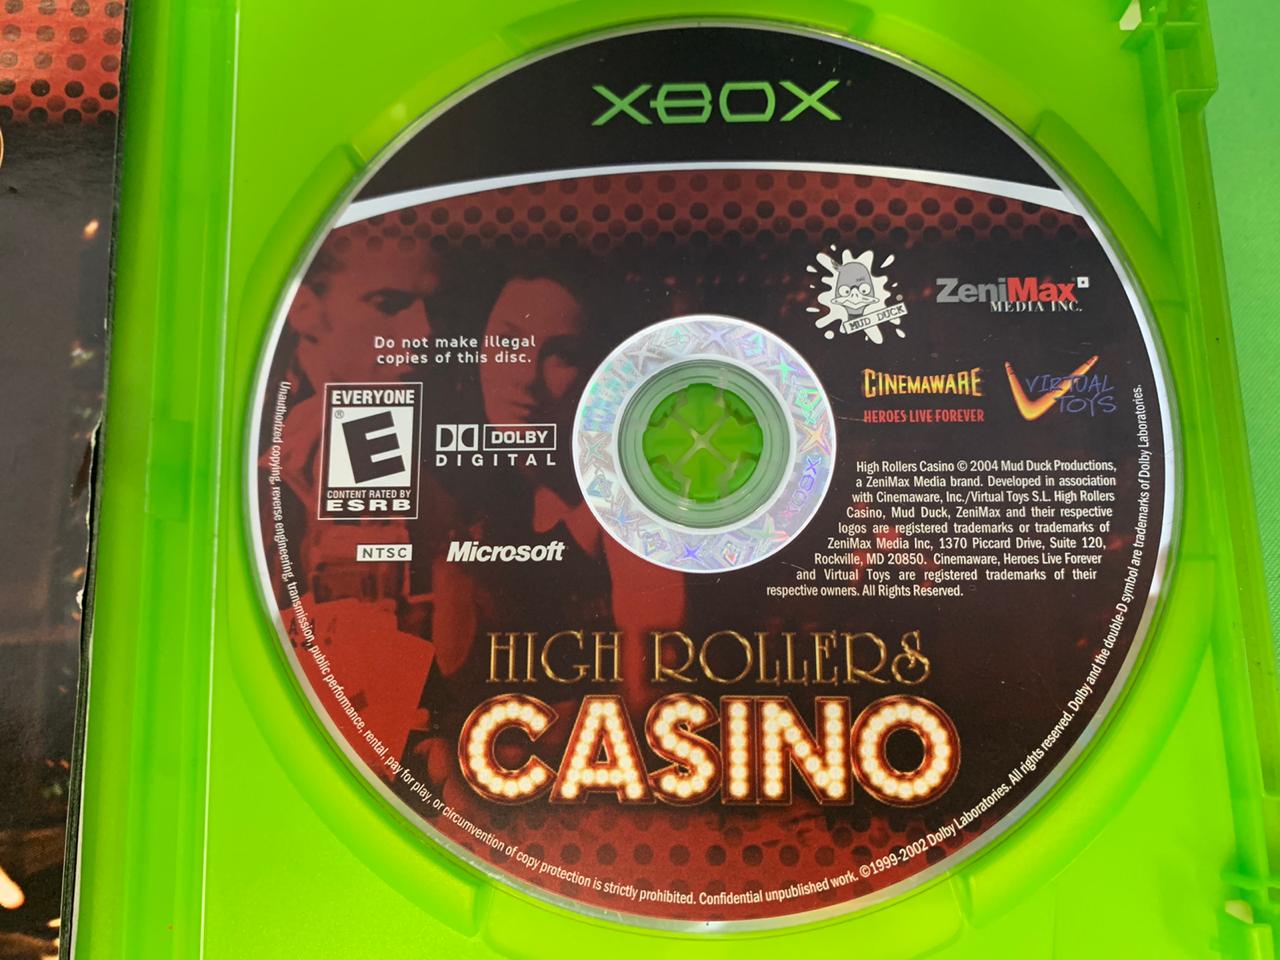 XBOX
MUD DUCK
ZeniMax
MEDIA INC.
Do not make illegal
copies of this disc.
CINEMAWARE
HEROES LIVE FOREVER
VIRTUAL
TOYS
EVERYONE
E
®
CONTENT RATED BY
ESRB
DOLBY
DIGITAL
NTSC
Microsoft
High Rollers Casino © 2004 Mud Duck Productions,
a ZeniMax Media brand. Developed in association
with Cinemaware, Inc./Virtual Toys S.L. High Rollers
Casino, Mud Duck, ZeniMax and their respective
logos are registered trademarks or trademarks of
ZeniMax Media Inc, 1370 Piccard Drive, Suite 120,
Rockville, MD 20850. Cinemaware, Heroes Live Forever
and Virtual Toys are registered trademarks of their
respective owners. All Rights Reserved.
HIGH ROLLERS
CASINO
Unauthorized copying, reverse engineering, transmission, public performance, rental, pay for play, or circumvention of copy protection is strictly prohibited. Confidential unpublished work. ©1999-2002 Dolby Laboratories. All rights reserved. Dolby and the double-D symbol are trademarks of Dolby Laboratories.
XBOX